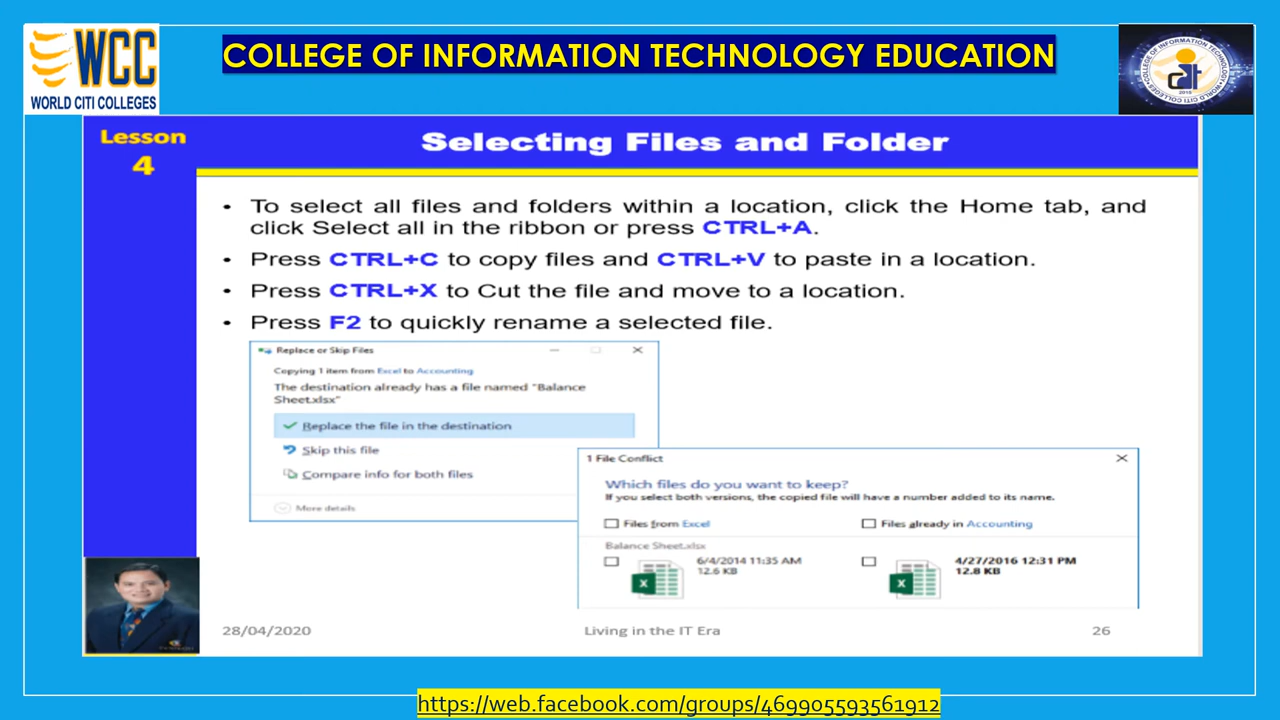 WCC
WORLD CITI COLLEGES
COLLEGE OF INFORMATION TECHNOLOGY EDUCATION
COLLEGE OF INFORMATION TECHNOLOGY
WORLD CITI COLLEGES
2010
Lesson
4
Selecting Files and Folder
• To select all files and folders within a location, click the Home tab, and
click Select all in the ribbon or press CTRL+A.
• Press CTRL+C to copy files and CTRL+V to paste in a location.
• Press CTRL+X to Cut the file and move to a location.
• Press F2 to quickly rename a selected file.
Replace or Skip Files
Copying 1 item from Excel to Accounting
The destination already has a file named "Balance
Sheet.xlsx"
Replace the file in the destination
Skip this file
Compare info for both files
More details
1 File Conflict
Which files do you want to keep?
If you select both versions, the copied file will have a number added to its name.
Files from Excel
Files already in Accounting
Balance Sheet.xlsx
6/4/2014 11:35 AM
12.6 KB
4/27/2016 12:31 PM
12.8 KB
28/04/2020
Living in the IT Era
26
https://web.facebook.com/groups/469905593561912